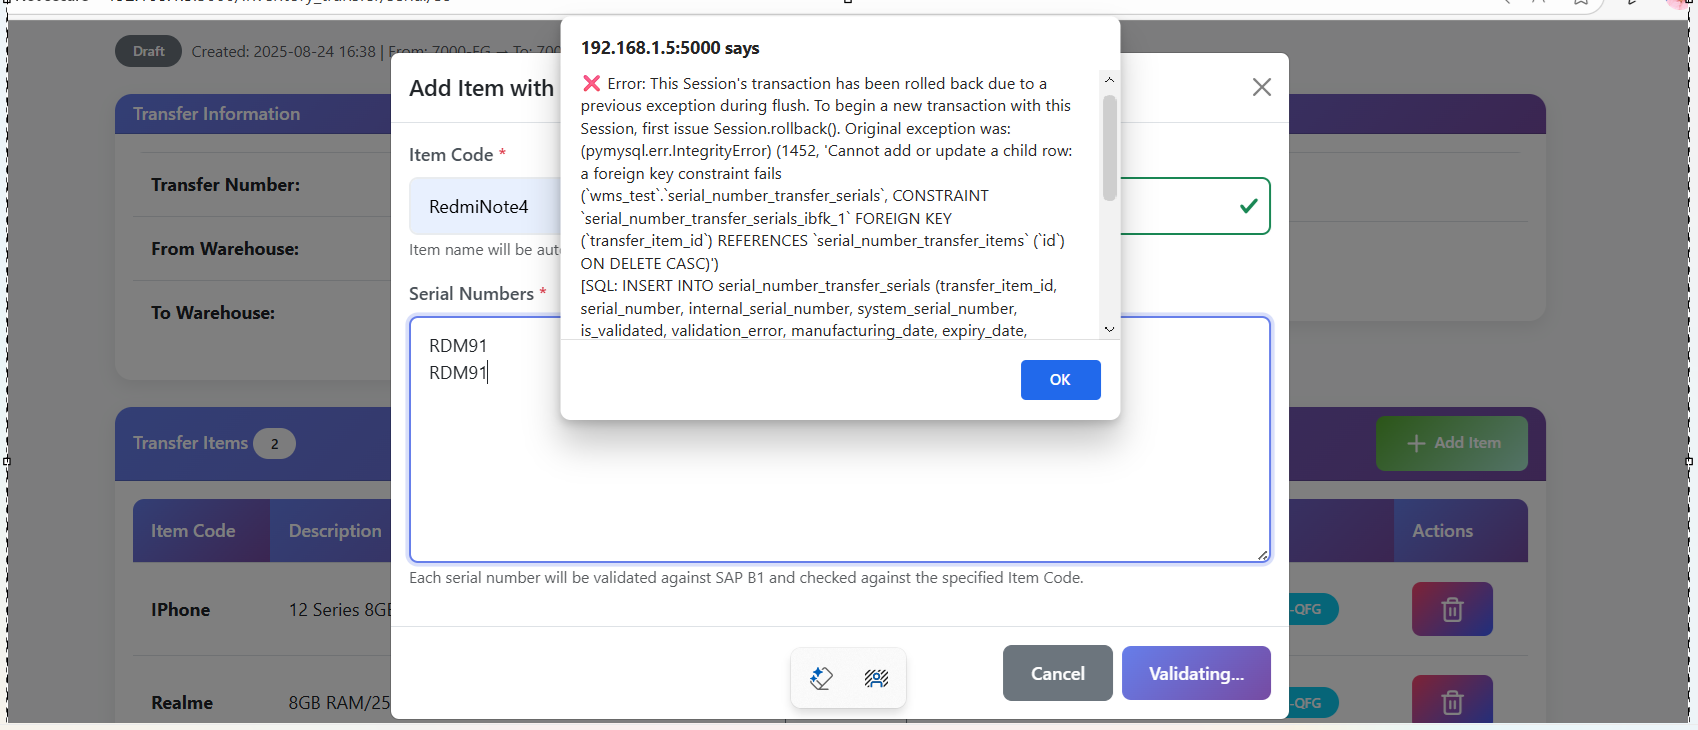 192.168.1.5:5000 says
❌ Error: This Session's transaction has been rolled back due to a
previous exception during flush. To begin a new transaction with this
Session, first issue Session.rollback(). Original exception was:
(pymysql.err.IntegrityError) (1452, 'Cannot add or update a child row:
a foreign key constraint fails
(`wms_test`.`serial_number_transfer_serials`, CONSTRAINT
`serial_number_transfer_serials_ibfk_1` FOREIGN KEY
(`transfer_item_id`) REFERENCES `serial_number_transfer_items` (`id`)
ON DELETE CASC)')
[SQL: INSERT INTO serial_number_transfer_serials (transfer_item_id,
serial_number, internal_serial_number, system_serial_number,
is_validated, validation_error, manufacturing_date, expiry_date,
OK
Draft Created: 2025-08-24 16:38 | From: 7000-FG → To: 700
Add Item with
Transfer Information
Transfer Number:
From Warehouse:
To Warehouse:
Item Code *
RedmiNote4
Item name will be aut
Serial Numbers *
RDM91
RDM91
Each serial number will be validated against SAP B1 and checked against the specified Item Code.
Cancel Validating...
Transfer Items 2
Add Item
Item Code Description Actions
IPhone 12 Series 8GB -QFG
Realme 8GB RAM/25 -QFG